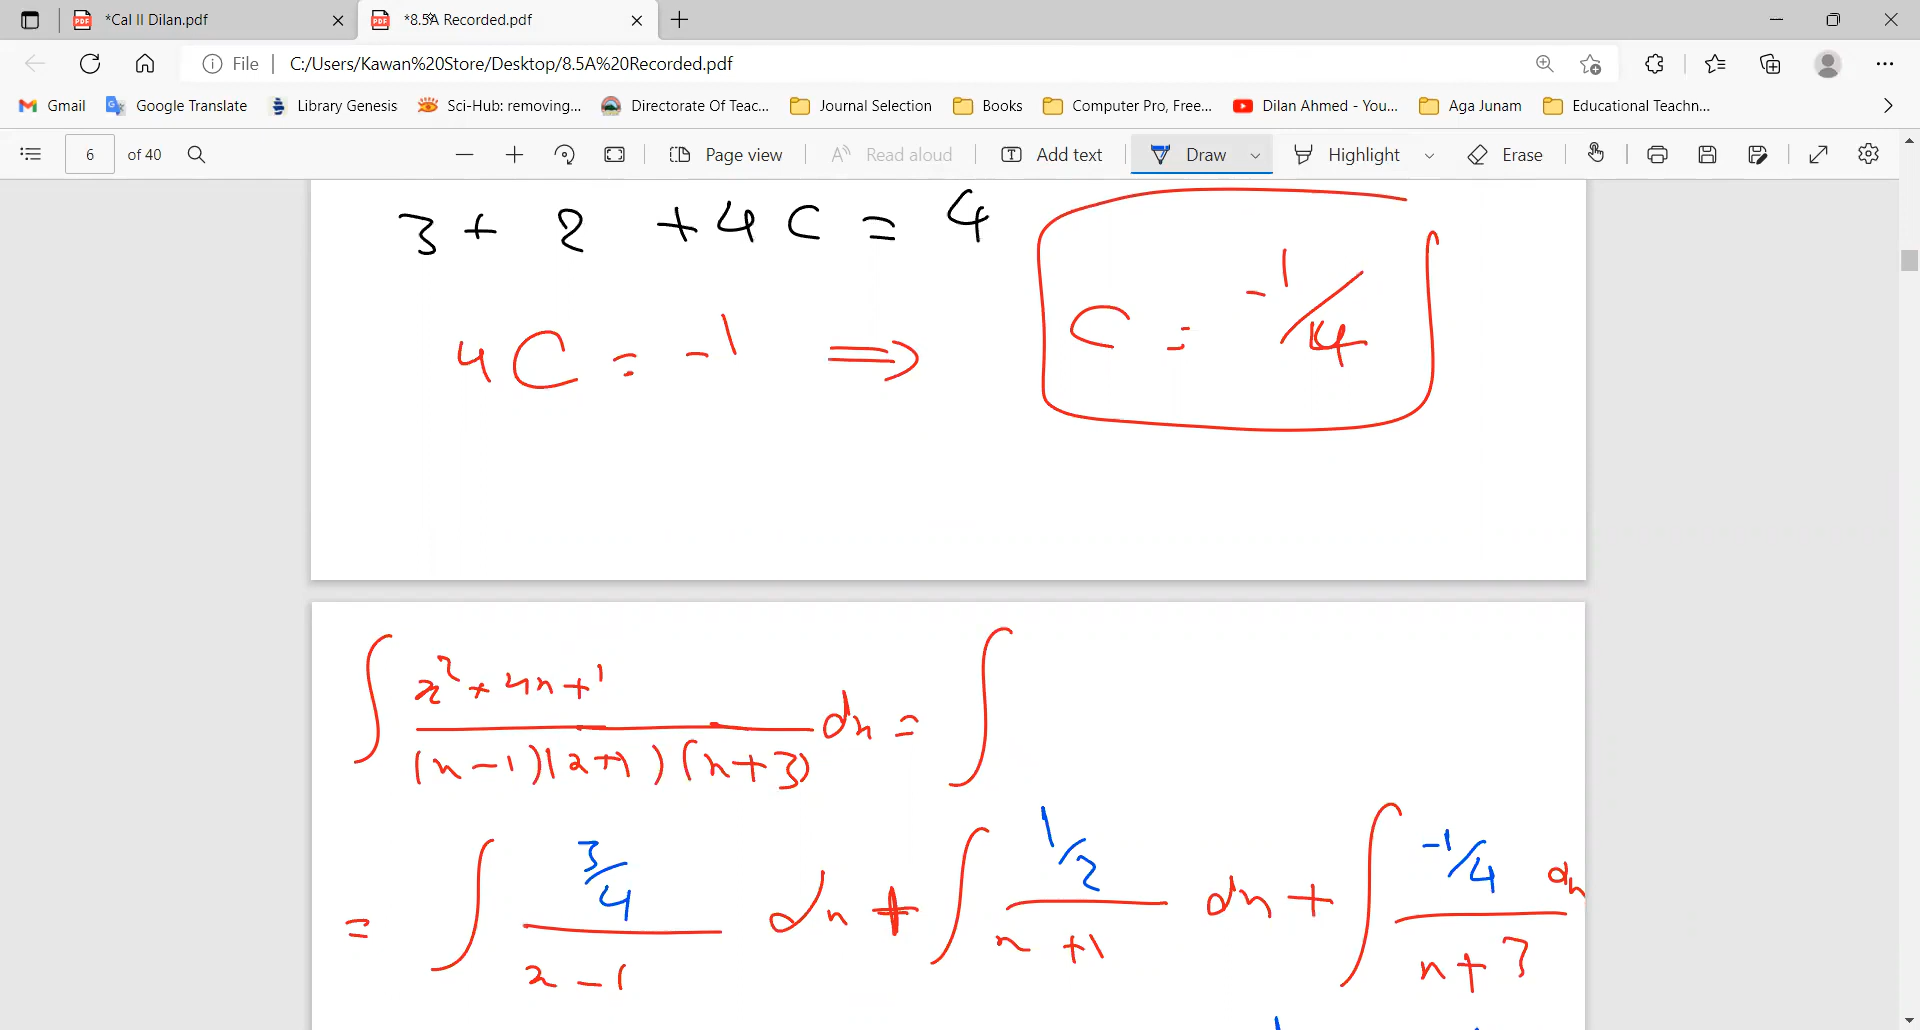 *Cal II Dilan.pdf
*8.5A Recorded.pdf
File
C:/Users/Kawan%20Store/Desktop/8.5A%20Recorded.pdf
Gmail
Google Translate
Library Genesis
Sci-Hub: removing...
Directorate Of Teac...
Journal Selection
Books
Computer Pro, Free...
Dilan Ahmed - You...
Aga Junam
Educational Teachn...
6 of 40
Page view
Read aloud
Add text
Draw
Highlight
Erase
3 + 2 + 4C = 4
4C = -1 ⟹ C = -1/4
∫ (x² + 4x + 1)/((x-1)(x+1)(x+3)) dx = ∫
= ∫ (3/4)/(x-1) dx + ∫ (1/2)/(x+1) dx + ∫ (-1/4)/(x+3) dx